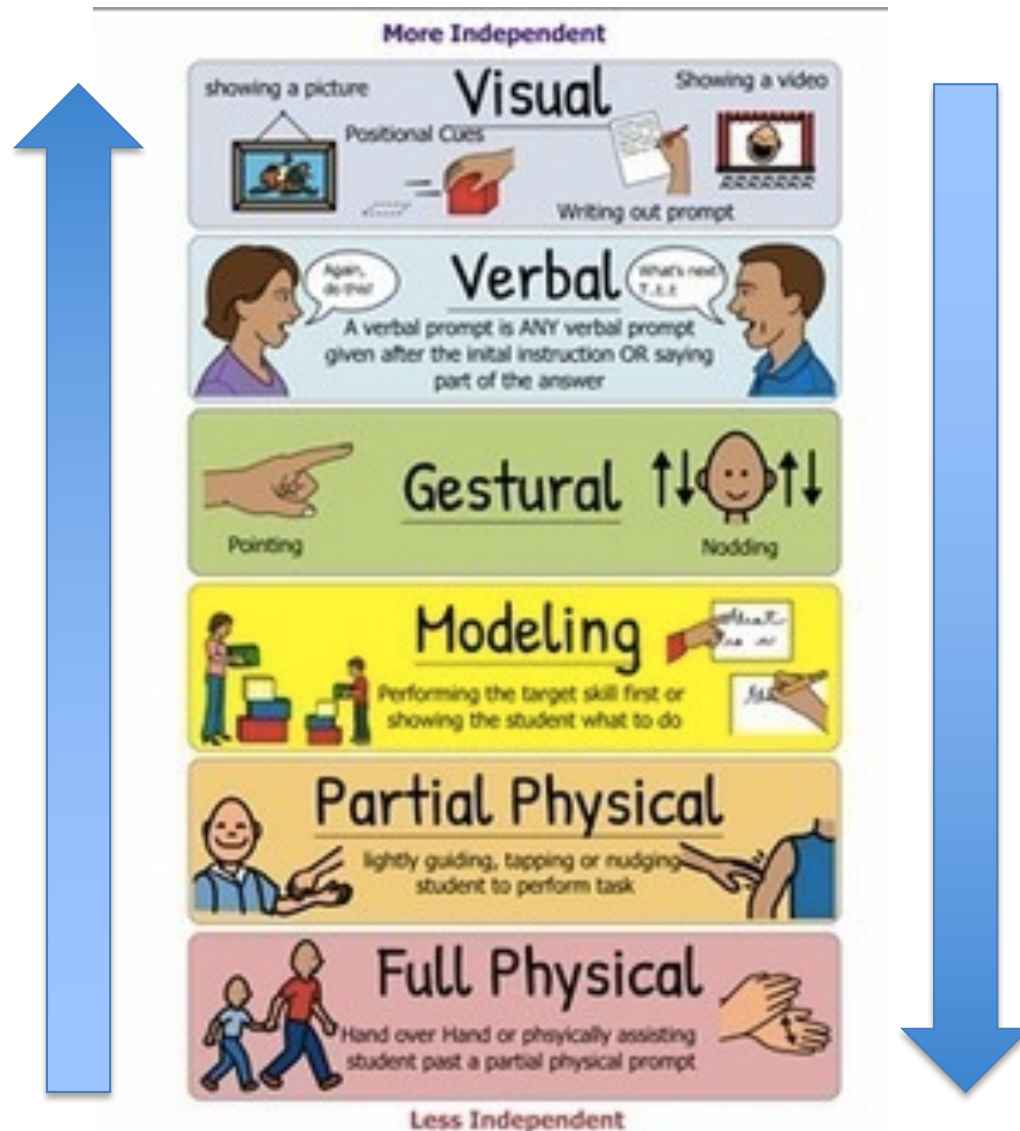 More Independent
showing a picture
Visual
Showing a video
Positional Cues
Writing out prompt
Again,
do this!
Verbal
What's next?
T..t..t
A verbal prompt is ANY verbal prompt
given after the inital instruction OR saying
part of the answer
Gestural
Pointing
Nodding
Modeling
Performing the target skill first or
showing the student what to do
Partial Physical
lightly guiding, tapping or nudging
student to perform task
Full Physical
Hand over Hand or phsyically assisting
student past a partial physical prompt
Less Independent